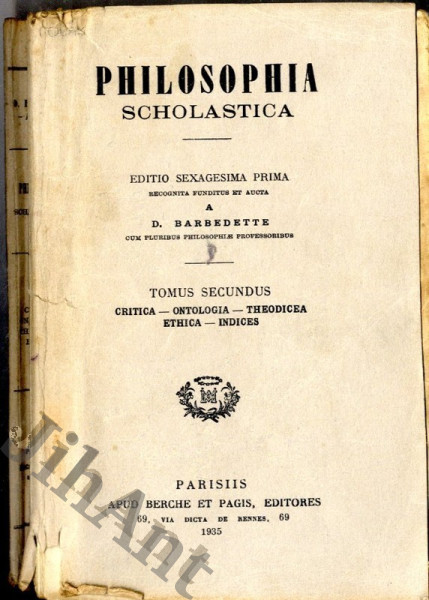 PHILOSOPHIA
SCHOLASTICA
EDITIO SEXAGESIMA PRIMA
RECOGNITA FUNDITUS ET AUCTA
A
D. BARBEDETTE
CUM PLURIBUS PHILOSOPHIÆ PROFESSORIBUS
TOMUS SECUNDUS
CRITICA — ONTOLOGIA — THEODICEA
ETHICA — INDICES
PARISIIS
APUD BERCHE ET PAGIS, EDITORES
69, VIA DICTA DE RENNES, 69
1935
JihAnt